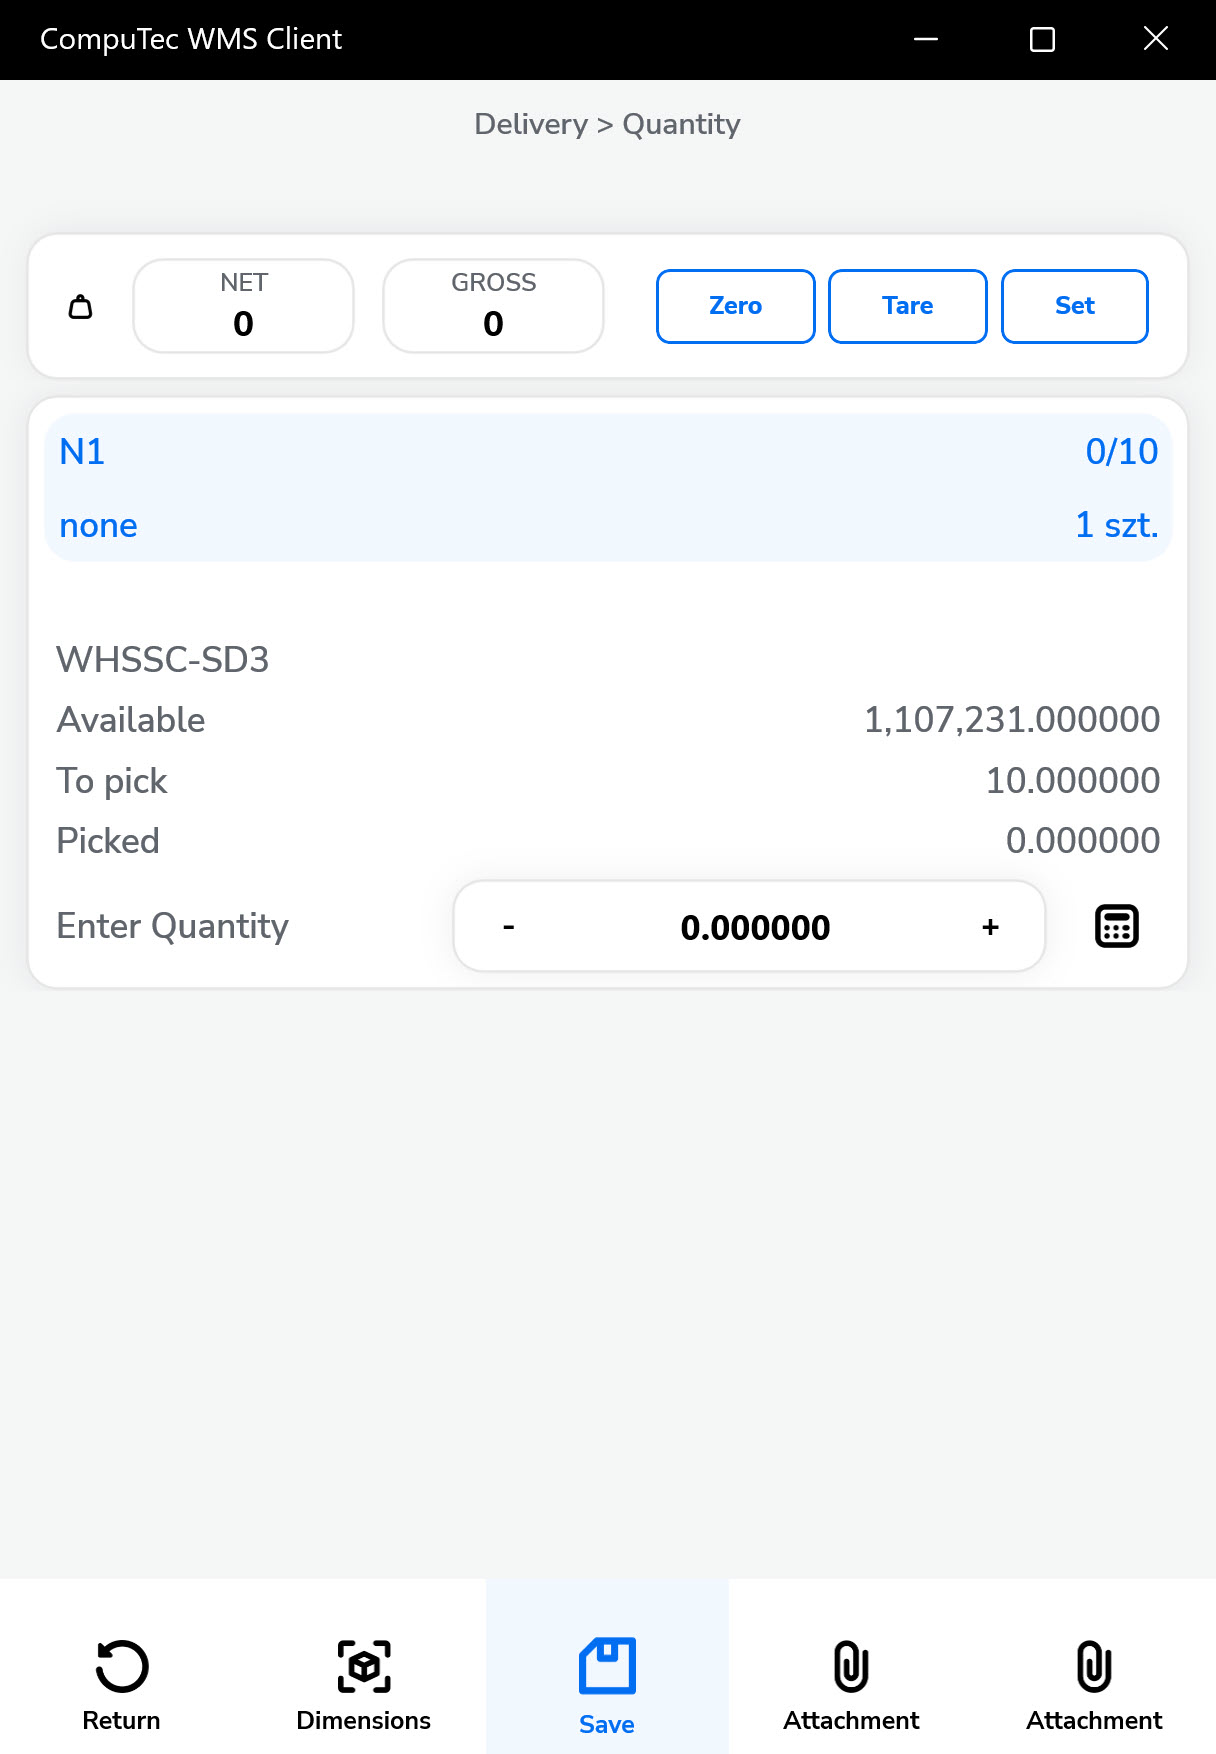 CompuTec WMS Client
Delivery > Quantity
NET
0
GROSS
0
Zero
Tare
Set
N1 0/10
none 1 szt.
WHSSC-SD3
Available 1,107,231.000000
To pick 10.000000
Picked 0.000000
Enter Quantity - 0.000000 +
Return
Dimensions
Save
Attachment
Attachment